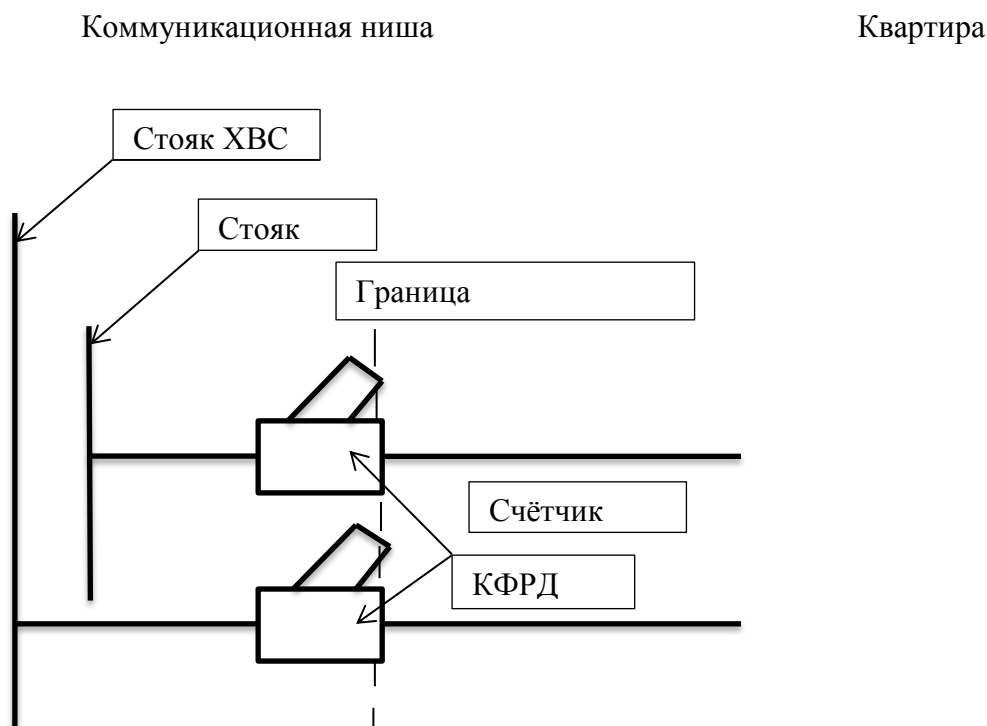 Коммуникационная ниша
Квартира
Стояк ХВС
Стояк
Граница
Счётчик
КФРД